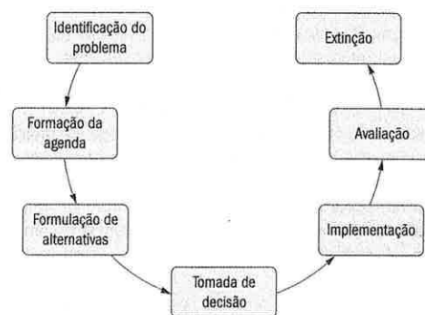 Identificação do
problema
Formação da
agenda
Formulação de
alternativas
Tomada de
decisão
Implementação
Avaliação
Extinção